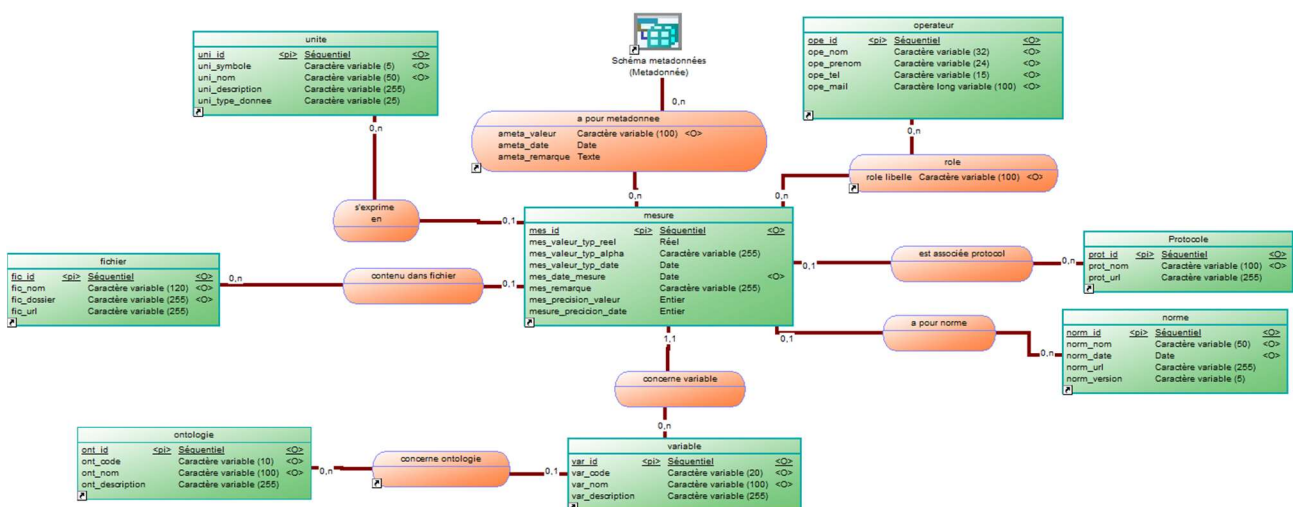 unite
uni_id <pi> Séquentiel <O>
uni_symbole Caractère variable (5) <O>
uni_nom Caractère variable (50) <O>
uni_description Caractère variable (255)
uni_type_donnee Caractère variable (25)
0,n
Schéma metadonnées
(Metadonnée)
0,n
operateur
ope_id <pi> Séquentiel <O>
ope_nom Caractère variable (32) <O>
ope_prenom Caractère variable (24) <O>
ope_tel Caractère variable (15) <O>
ope_mail Caractère long variable (100) <O>
0,n
a pour metadonnee
ameta_valeur Caractère variable (100) <O>
ameta_date Date
ameta_remarque Texte
0,n
role
role libelle Caractère variable (100) <O>
0,n
s'exprime
en
0,1
mesure
mes_id <pi> Séquentiel <O>
mes_valeur_typ_reel Réel
mes_valeur_typ_alpha Caractère variable (255)
mes_valeur_typ_date Date
mes_date_mesure Date <O>
mes_remarque Caractère variable (255)
mes_precision_valeur Entier
mesure_precicion_date Entier
fichier
fic_id <pi> Séquentiel <O>
fic_nom Caractère variable (120) <O>
fic_dossier Caractère variable (255) <O>
fic_url Caractère variable (255)
0,n
contenu dans fichier
0,1
0,1
est associée protocol
0,n
Protocole
prot_id <pi> Séquentiel <O>
prot_nom Caractère variable (100) <O>
prot_url Caractère variable (255)
0,1
a pour norme
0,n
norme
norm_id <pi> Séquentiel <O>
norm_nom Caractère variable (50) <O>
norm_date Date <O>
norm_url Caractère variable (255)
norm_version Caractère variable (5)
1,1
concerne variable
0,n
ontologie
ont_id <pi> Séquentiel <O>
ont_code Caractère variable (10) <O>
ont_nom Caractère variable (100) <O>
ont_description Caractère variable (255)
0,n
concerne ontologie
0,1
variable
var_id <pi> Séquentiel <O>
var_code Caractère variable (20) <O>
var_nom Caractère variable (100) <O>
var_description Caractère variable (255)